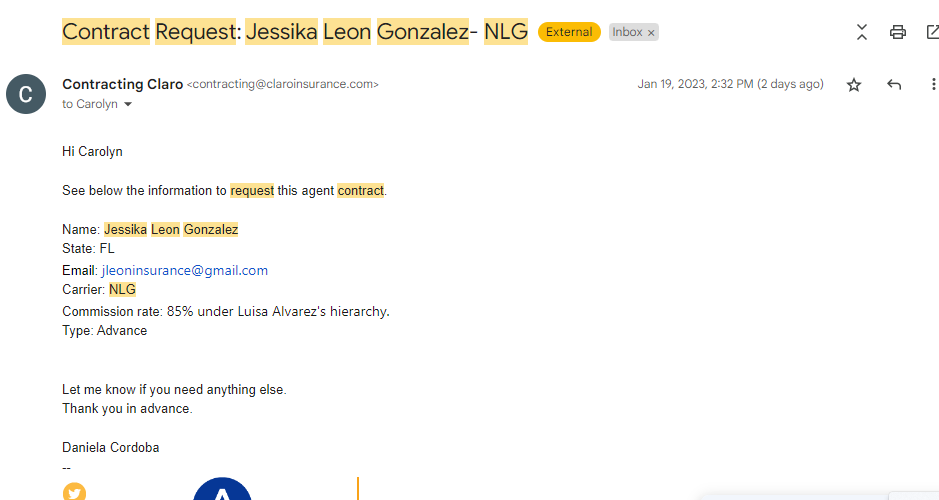 Contract Request: Jessika Leon Gonzalez- NLG External Inbox ×
Contracting Claro <contracting@claroinsurance.com> Jan 19, 2023, 2:32 PM (2 days ago)
C
to Carolyn
Hi Carolyn
See below the information to request this agent contract.
Name: Jessika Leon Gonzalez
State: FL
Email: jleoninsurance@gmail.com
Carrier: NLG
Commission rate: 85% under Luisa Alvarez's hierarchy.
Type: Advance
Let me know if you need anything else.
Thank you in advance.
Daniela Cordoba
--